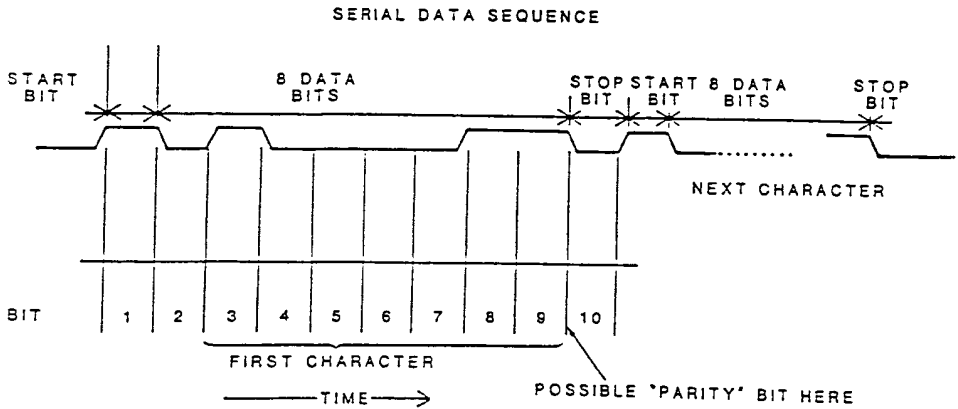 SERIAL DATA SEQUENCE
START BIT
8 DATA BITS
STOP BIT
START BIT
8 DATA BITS
STOP BIT
NEXT CHARACTER
BIT 1 2 3 4 5 6 7 8 9 10
FIRST CHARACTER
TIME
POSSIBLE "PARITY" BIT HERE